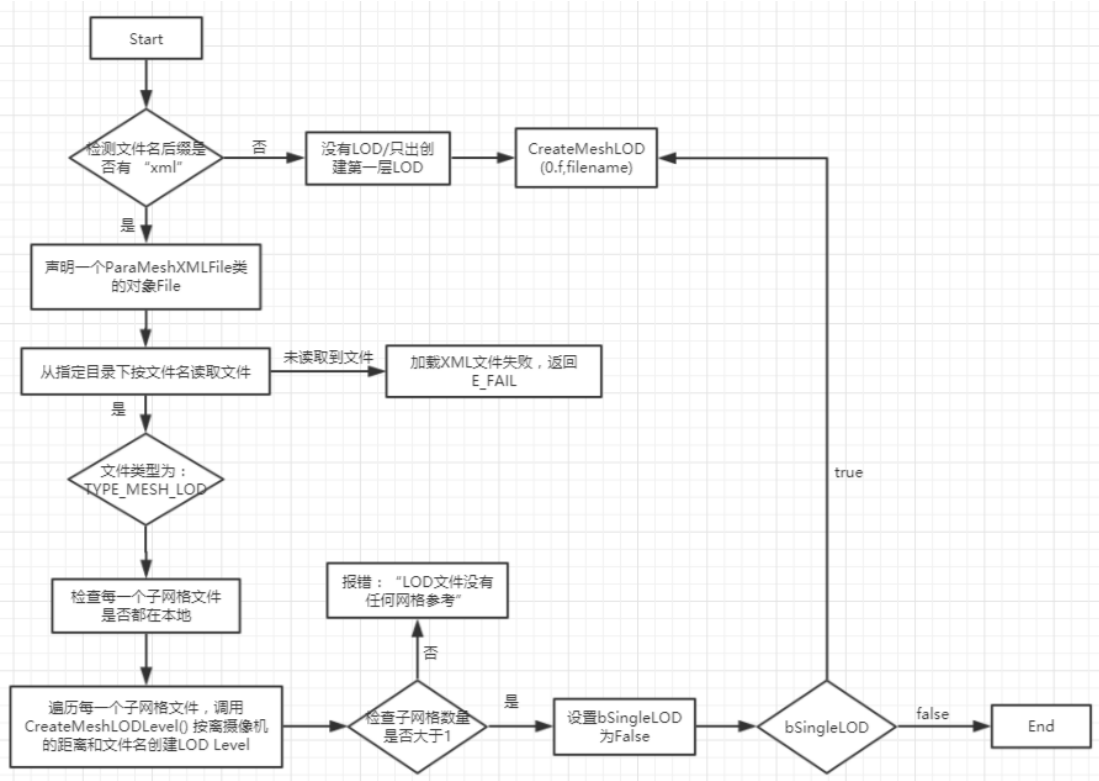 Start
检测文件名后缀是
否有 “xml”
否
没有LOD/只出创
建第一层LOD
CreateMeshLOD
(0.f,filename)
是
声明一个ParaMeshXMLFile类
的对象File
从指定目录下按文件名读取文件
未读取到文件
加载XML文件失败，返回
E_FAIL
是
文件类型为：
TYPE_MESH_LOD
true
检查每一个子网格文件
是否都在本地
报错： “LOD文件没有
任何网格参考”
否
遍历每一个子网格文件，调用
CreateMeshLODLevel() 按离摄像机
的距离和文件名创建LOD Level
检查子网格数量
是否大于1
是
设置bSingleLOD
为False
bSingleLOD
false
End